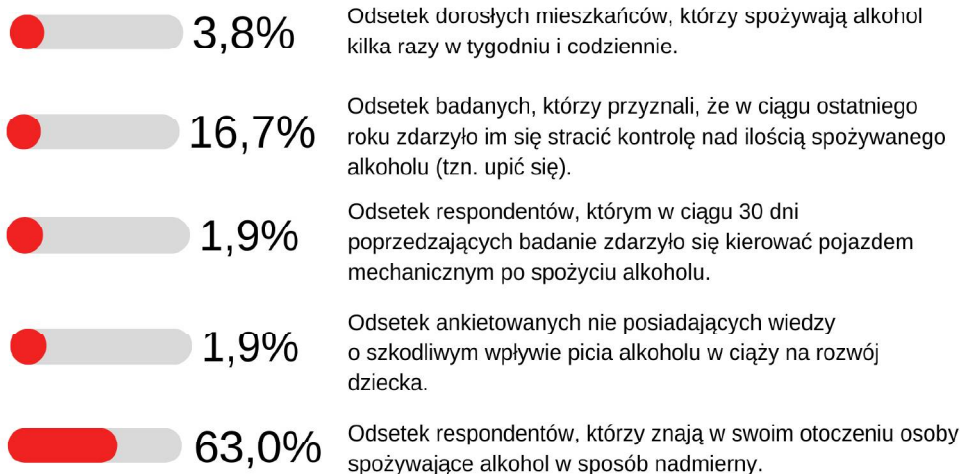 3,8%
Odsetek dorosłych mieszkańców, którzy spożywają alkohol
kilka razy w tygodniu i codziennie.
16,7%
Odsetek badanych, którzy przyznali, że w ciągu ostatniego
roku zdarzyło im się stracić kontrolę nad ilością spożywanego
alkoholu (tzn. upić się).
1,9%
Odsetek respondentów, którym w ciągu 30 dni
poprzedzających badanie zdarzyło się kierować pojazdem
mechanicznym po spożyciu alkoholu.
1,9%
Odsetek ankietowanych nie posiadających wiedzy
o szkodliwym wpływie picia alkoholu w ciąży na rozwój
dziecka.
63,0%
Odsetek respondentów, którzy znają w swoim otoczeniu osoby
spożywające alkohol w sposób nadmierny.